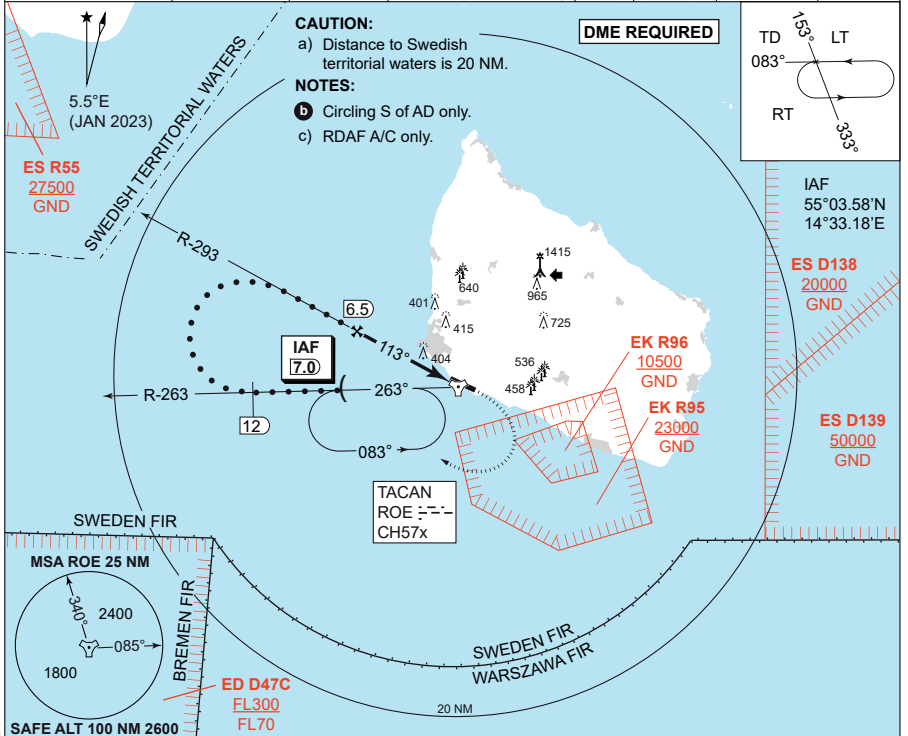 CAUTION:
a) Distance to Swedish
territorial waters is 20 NM.
NOTES:
b Circling S of AD only.
c) RDAF A/C only.
DME REQUIRED
TD
153°
LT
083°
RT
333°
5.5°E
(JAN 2023)
SWEDISH TERRITORIAL WATERS
ES R55
27500
GND
IAF
55°03.58'N
14°33.18'E
ES D138
20000
GND
ES D139
50000
GND
R-293
6.5
113°
IAF
7.0
R-263
263°
12
083°
1415
965
640
401
415
404
725
536
458
EK R96
10500
GND
EK R95
23000
GND
TACAN
ROE
CH57x
SWEDEN FIR
MSA ROE 25 NM
340°
2400
085°
1800
SAFE ALT 100 NM 2600
BREMEN FIR
ED D47C
FL300
FL70
SWEDEN FIR
WARSZAWA FIR
20 NM